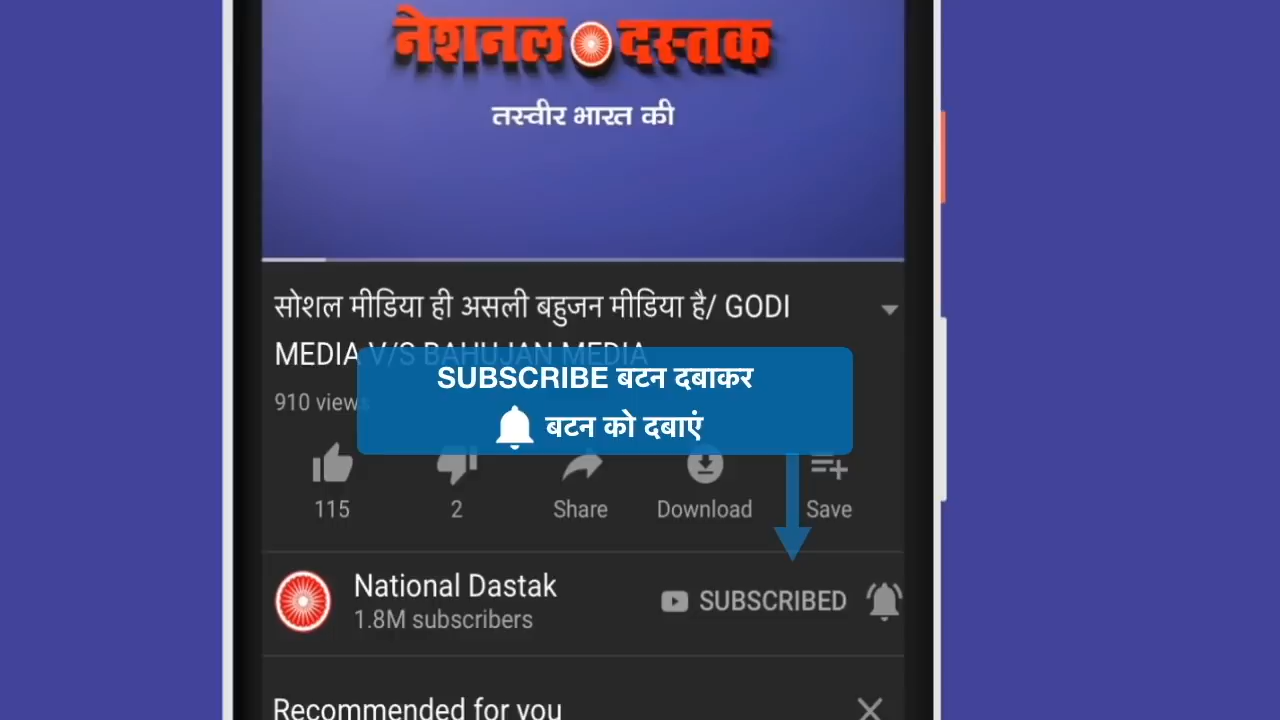 नेशनल दस्तक
तस्वीर भारत की
सोशल मीडिया ही असली बहुजन मीडिया है/ GODI
MEDIA V/S BAHUJAN MEDIA
910 views
SUBSCRIBE बटन दबाकर
बटन को दबाएं
115
2
Share
Download
Save
National Dastak
1.8M subscribers
SUBSCRIBED
Recommended for you